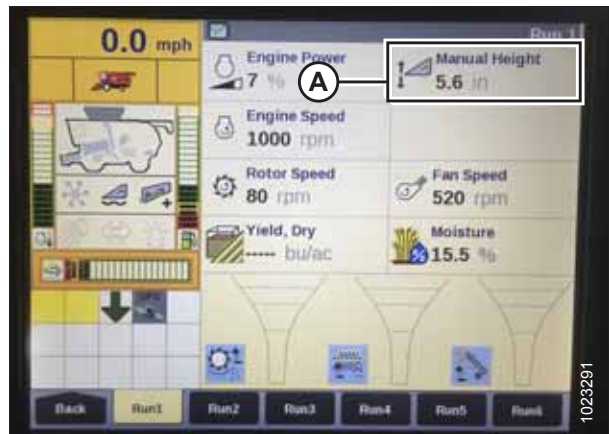 0.0 mph
Run 1
Engine Power
7 %
A
Manual Height
5.6 in
Engine Speed
1000 rpm
Rotor Speed
80 rpm
Fan Speed
520 rpm
Yield, Dry
----- bu/ac
Moisture
15.5 %
Back
Run1
Run2
Run3
Run4
Run5
Run6
1023291